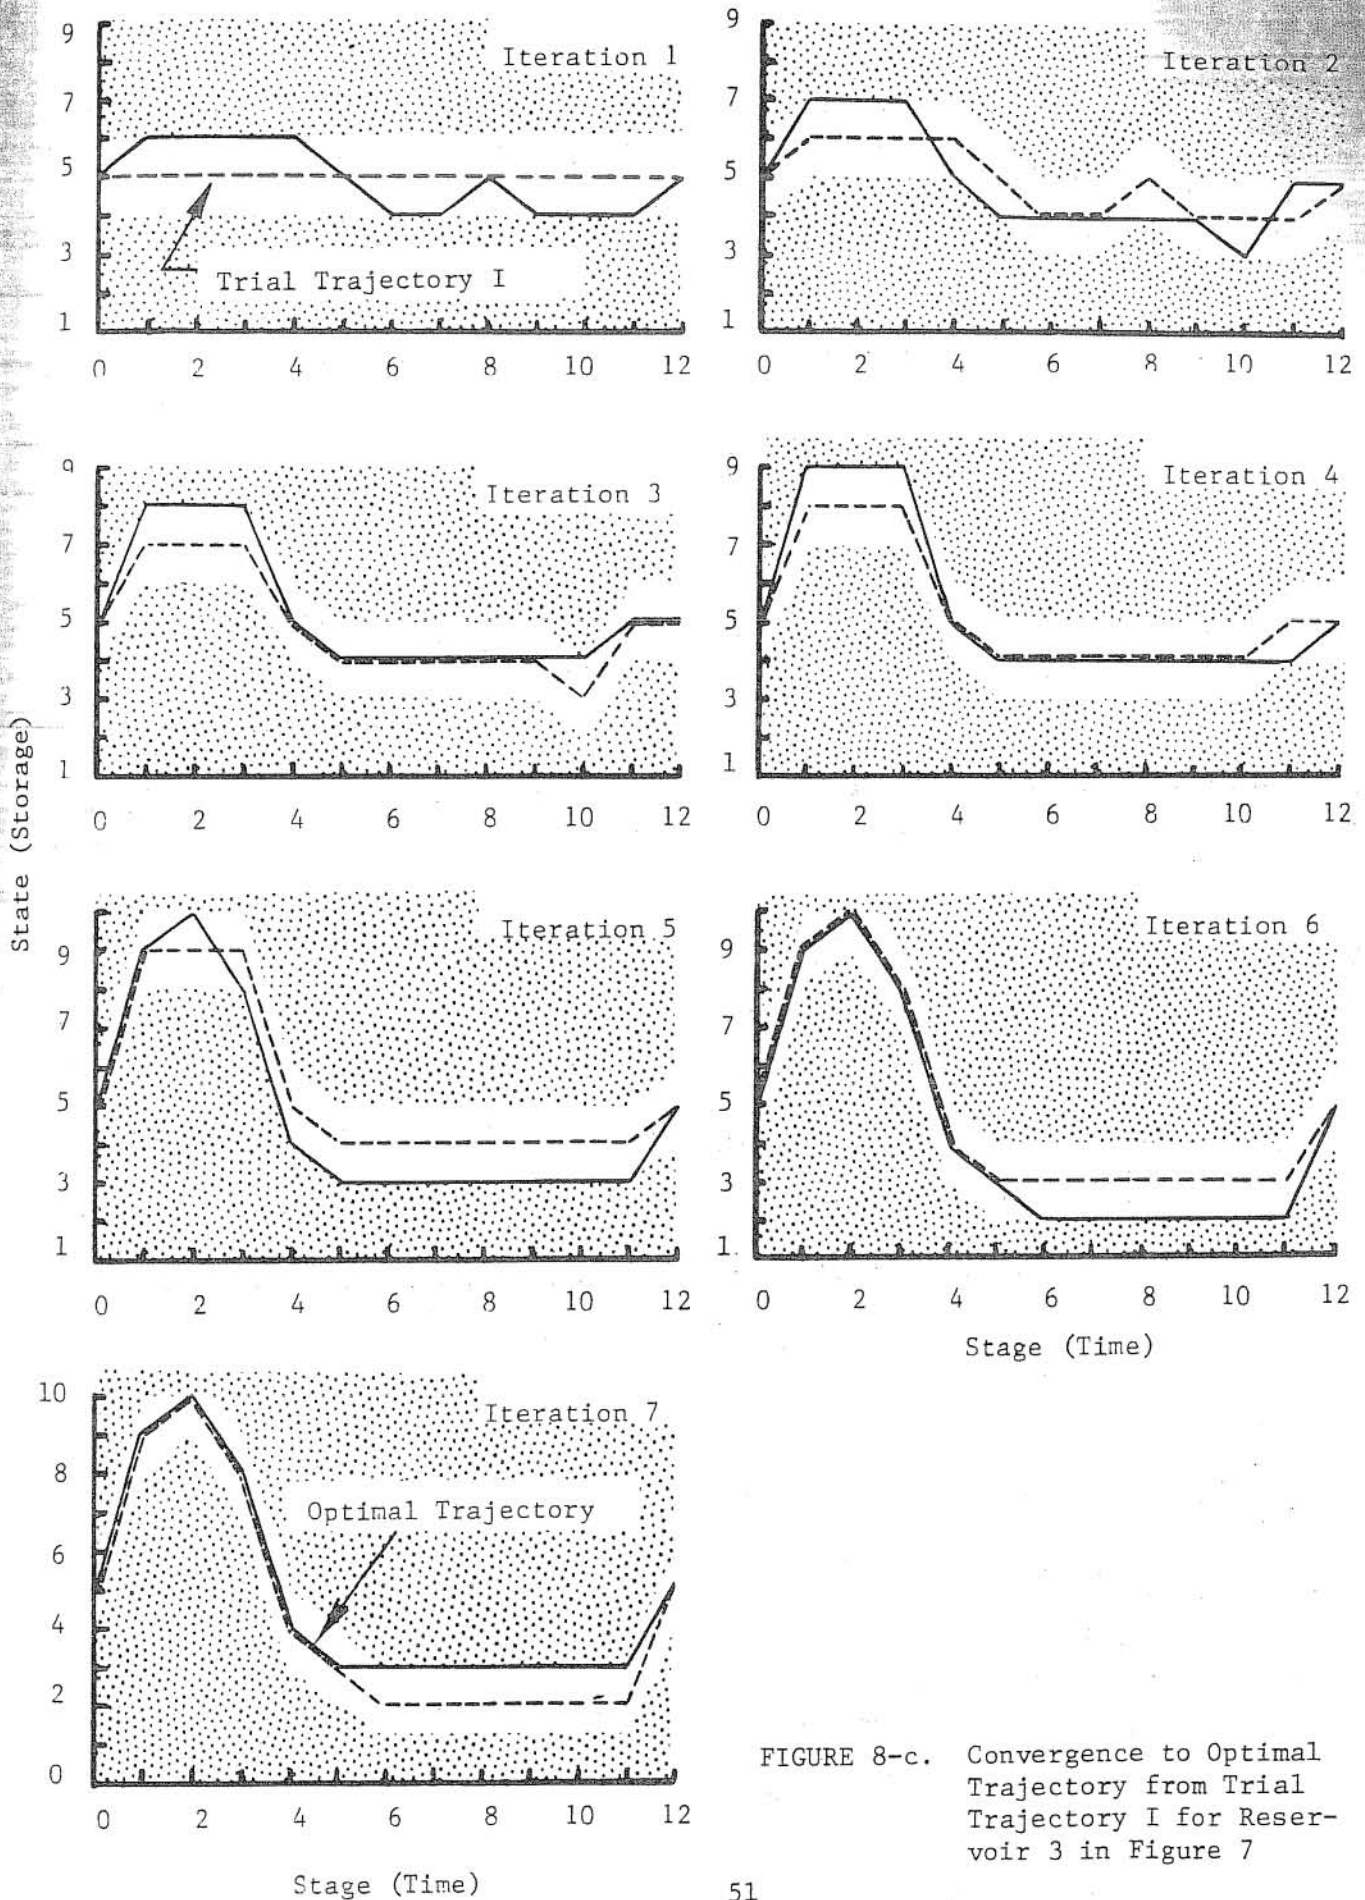 9 7 5 3 1
Iteration 1
Trial Trajectory I
0 2 4 6 8 10 12
9 7 5 3 1
Iteration 2
0 2 4 6 8 10 12
9 7 5 3 1
Iteration 3
0 2 4 6 8 10 12
9 7 5 3 1
Iteration 4
0 2 4 6 8 10 12
State (Storage)
9 7 5 3 1
Iteration 5
0 2 4 6 8 10 12
9 7 5 3 1
Iteration 6
0 2 4 6 8 10 12
Stage (Time)
10 8 6 4 2 0
Iteration 7
Optimal Trajectory
0 2 4 6 8 10 12
Stage (Time)
FIGURE 8-c. Convergence to Optimal
Trajectory from Trial
Trajectory I for Reser-
voir 3 in Figure 7
51